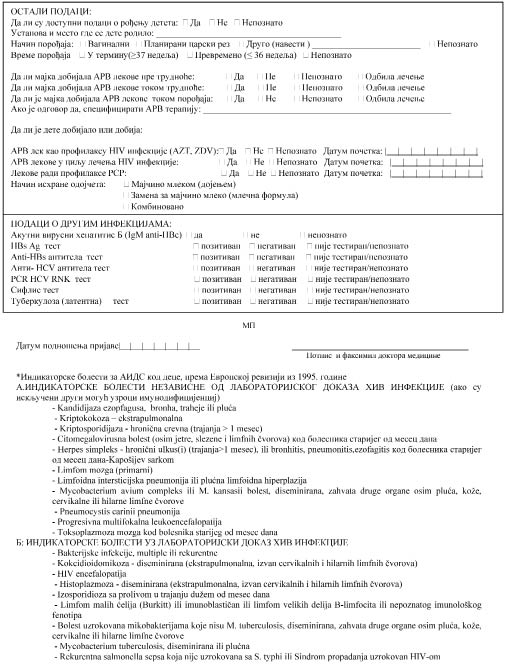 ОСТАЛИ ПОДАЦИ:
Да ли су доступни подаци о рођењу детета: □ Да □ Не □ Непознато
Установа и место где се дете родило:
Начин порођаја: □ Вагинални □ Планирани царски рез □ Друго (навести ) □ Непознато
Време порођаја □ У термину(≥37 недеља) □ Превремено (≤ 36 недеља) □ Непознато
Да ли мајка добијала АРВ лекове пре трудноће: □ Да □ Не □ Непознато □ Одбила лечење
Да ли мајка добијала АРВ лекове током трудноће: □ Да □ Не □ Непознато □ Одбила лечење
Да ли је мајка добијала АРВ лекове током порођаја: □ Да □ Не □ Непознато □ Одбила лечење
Ако је одговор да, специфицирати АРВ терапију:
Да ли је дете добијало или добија:
АРВ лек као профилаксу HIV инфекције (AZT, ZDV): □ Да □ Не □ Непознато Датум почетка:
АРВ лекове у циљу лечења HIV инфекције: □ Да □ Не □ Непознато Датум почетка:
Лекове ради профилаксе PCP: □ Да □ Не □ Непознато Датум почетка:
Начин исхране одојчета: □ Мајчино млеком (дојењем)
□ Замена за мајчино млеко (млечна формула)
□ Комбиновано
ПОДАЦИ О ДРУГИМ ИНФЕКЦИЈАМА:
Акутни вирусни хепатитис Б (IgM anti-HBc) □ да □ не □ непознато
HBs Ag тест □ позитиван □ негативан □ није тестиран/непознато
Anti-HBs антитела тест □ позитиван □ негативан □ није тестиран/непознато
Анти- HCV антитела тест □ позитиван □ негативан □ није тестиран/непознато
PCR HCV RNK тест □ позитиван □ негативан □ није тестиран/непознато
Сифлис тест □ позитиван □ негативан □ није тестиран/непознато
Туберкулоза (латентна) тест □ позитиван □ негативан □ није тестиран/непознато
МП
Датум подношења пријаве
Потпис и факсимил доктора медицине
*Индикаторске болести за АИДС код деце, према Европској ревизији из 1995. године
А.ИНДИКАТОРСКЕ БОЛЕСТИ НЕЗАВИСНЕ ОД ЛАБОРАТОРИЈСКОГ ДОКАЗА ХИВ ИНФЕКЦИЈЕ (ако су
искључени други могућ узроци имунодифицијенције)
- Kandidijaza ezopfagusa, bronha, traheje ili pluća
- Kriptokokoza – ekstrapulmonalna
- Kriptosporidijaza - hronična crevna (trajanja > 1 mesec)
- Citomegalovirusna bolest (osim jetre, slezene i limfnih čvorova) код болесника старијег од месец дана
- Herpes simpleks - hronični ulkus(i) (trajanja>1 mesec), ili bronhitis, pneumonitis,ezofagitis код болесника старијег
од месец дана-Kapošijev sarkom
- Limfom mozga (primarni)
- Limfoidna intersticijska pneumonija ili plućna limfoidna hiperplazija
- Mycobacterium avium compleks ili M. kansasii bolest, diseminirana, zahvata druge organe osim pluća, kože,
cervikalne ili hilarne limfne čvorove)
- Pneumocystis carinii pneumonija
- Progresivna multifokalna leukoencefalopatija
- Toksoplazmoza mozga kod bolesnika starijeg od mesec dana
Б: ИНДИКАТОРСКЕ БОЛЕСТИ УЗ ЛАБОРАТОРИЈСКИ ДОКАЗ ХИВ ИНФЕКЦИЈЕ
- Bakterijske infekcije, multiple ili rekurentne
- Kokcidioidomikoza - diseminirana (ekstrapulmonalna, izvan cervikalnih i hilarnih limfnih čvorova)
- HIV encefalopatija
- Histoplazmoza - diseminirana (ekstrapulmonalna, izvan cervikalnih i hilarnih limfnih čvorova)
- Izosporidioza sa prolivom u trajanju dužem od mesec dana
- Limfom malih ćelija (Burkitt) ili imunoblastičan ili limfom velikih delija B-limfocita ili nepoznatog imunološkog
fenotipa
- Bolest uzrokovana mikobakterijama koje nisu M. tuberculosis, diseminirana, zahvata druge organe osim pluća, kože,
cervikalne ili hilarne limfne čvorove)
- Mycobacterium tuberculosis, diseminirana ili plućna
- Rekurentna salmonella sepsa koja nije uzrokovana sa S. typhi ili Sindrom propadanja uzrokovan HIV-om